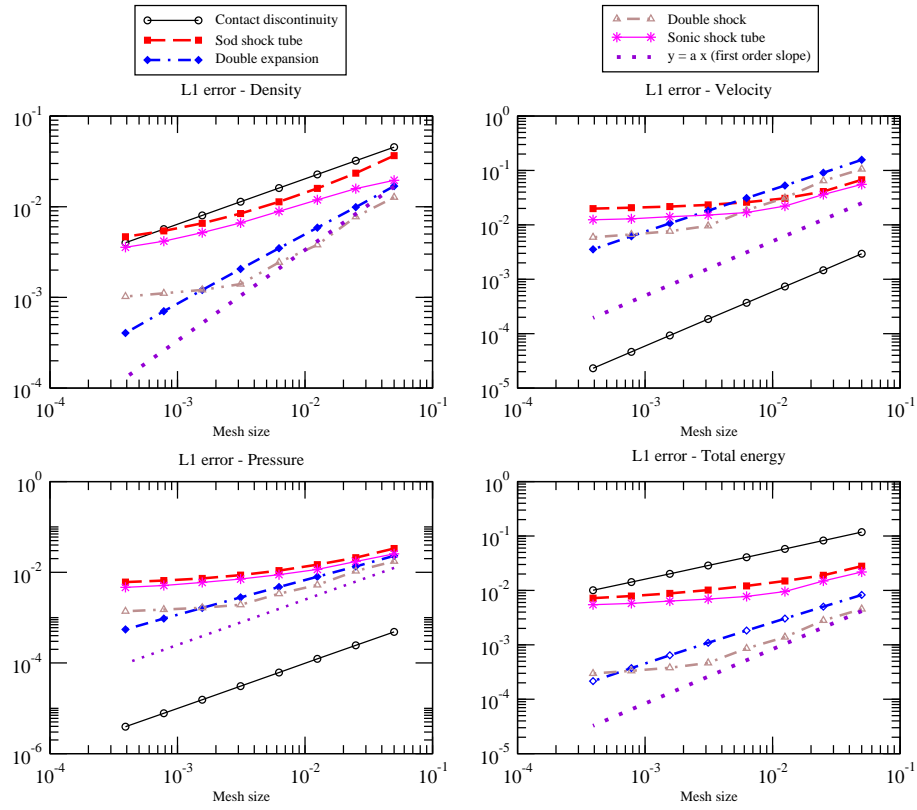 Contact discontinuity
Sod shock tube
Double expansion
Double shock
Sonic shock tube
y = a x (first order slope)
L1 error - Density
10^-1
10^-2
10^-3
10^-4
10^-4
10^-3
10^-2
10^-1
Mesh size
L1 error - Velocity
10^0
10^-1
10^-2
10^-3
10^-4
10^-5
10^-4
10^-3
10^-2
10^-1
Mesh size
L1 error - Pressure
10^0
10^-2
10^-4
10^-6
10^-4
10^-3
10^-2
10^-1
Mesh size
L1 error - Total energy
10^0
10^-1
10^-2
10^-3
10^-4
10^-5
10^-4
10^-3
10^-2
10^-1
Mesh size